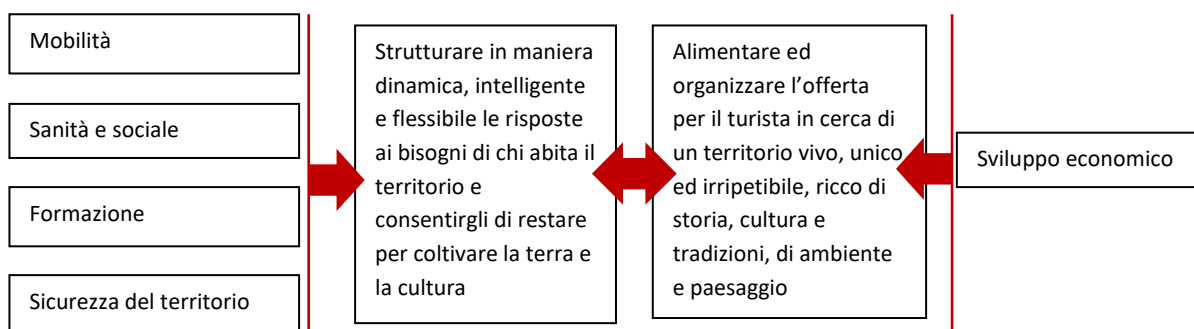 Mobilità
Sanità e sociale
Formazione
Sicurezza del territorio
Strutturare in maniera
dinamica, intelligente
e flessibile le risposte
ai bisogni di chi abita il
territorio e
consentirgli di restare
per coltivare la terra e
la cultura
Alimentare ed
organizzare l’offerta
per il turista in cerca di
un territorio vivo, unico
ed irripetibile, ricco di
storia, cultura e
tradizioni, di ambiente
e paesaggio
Sviluppo economico